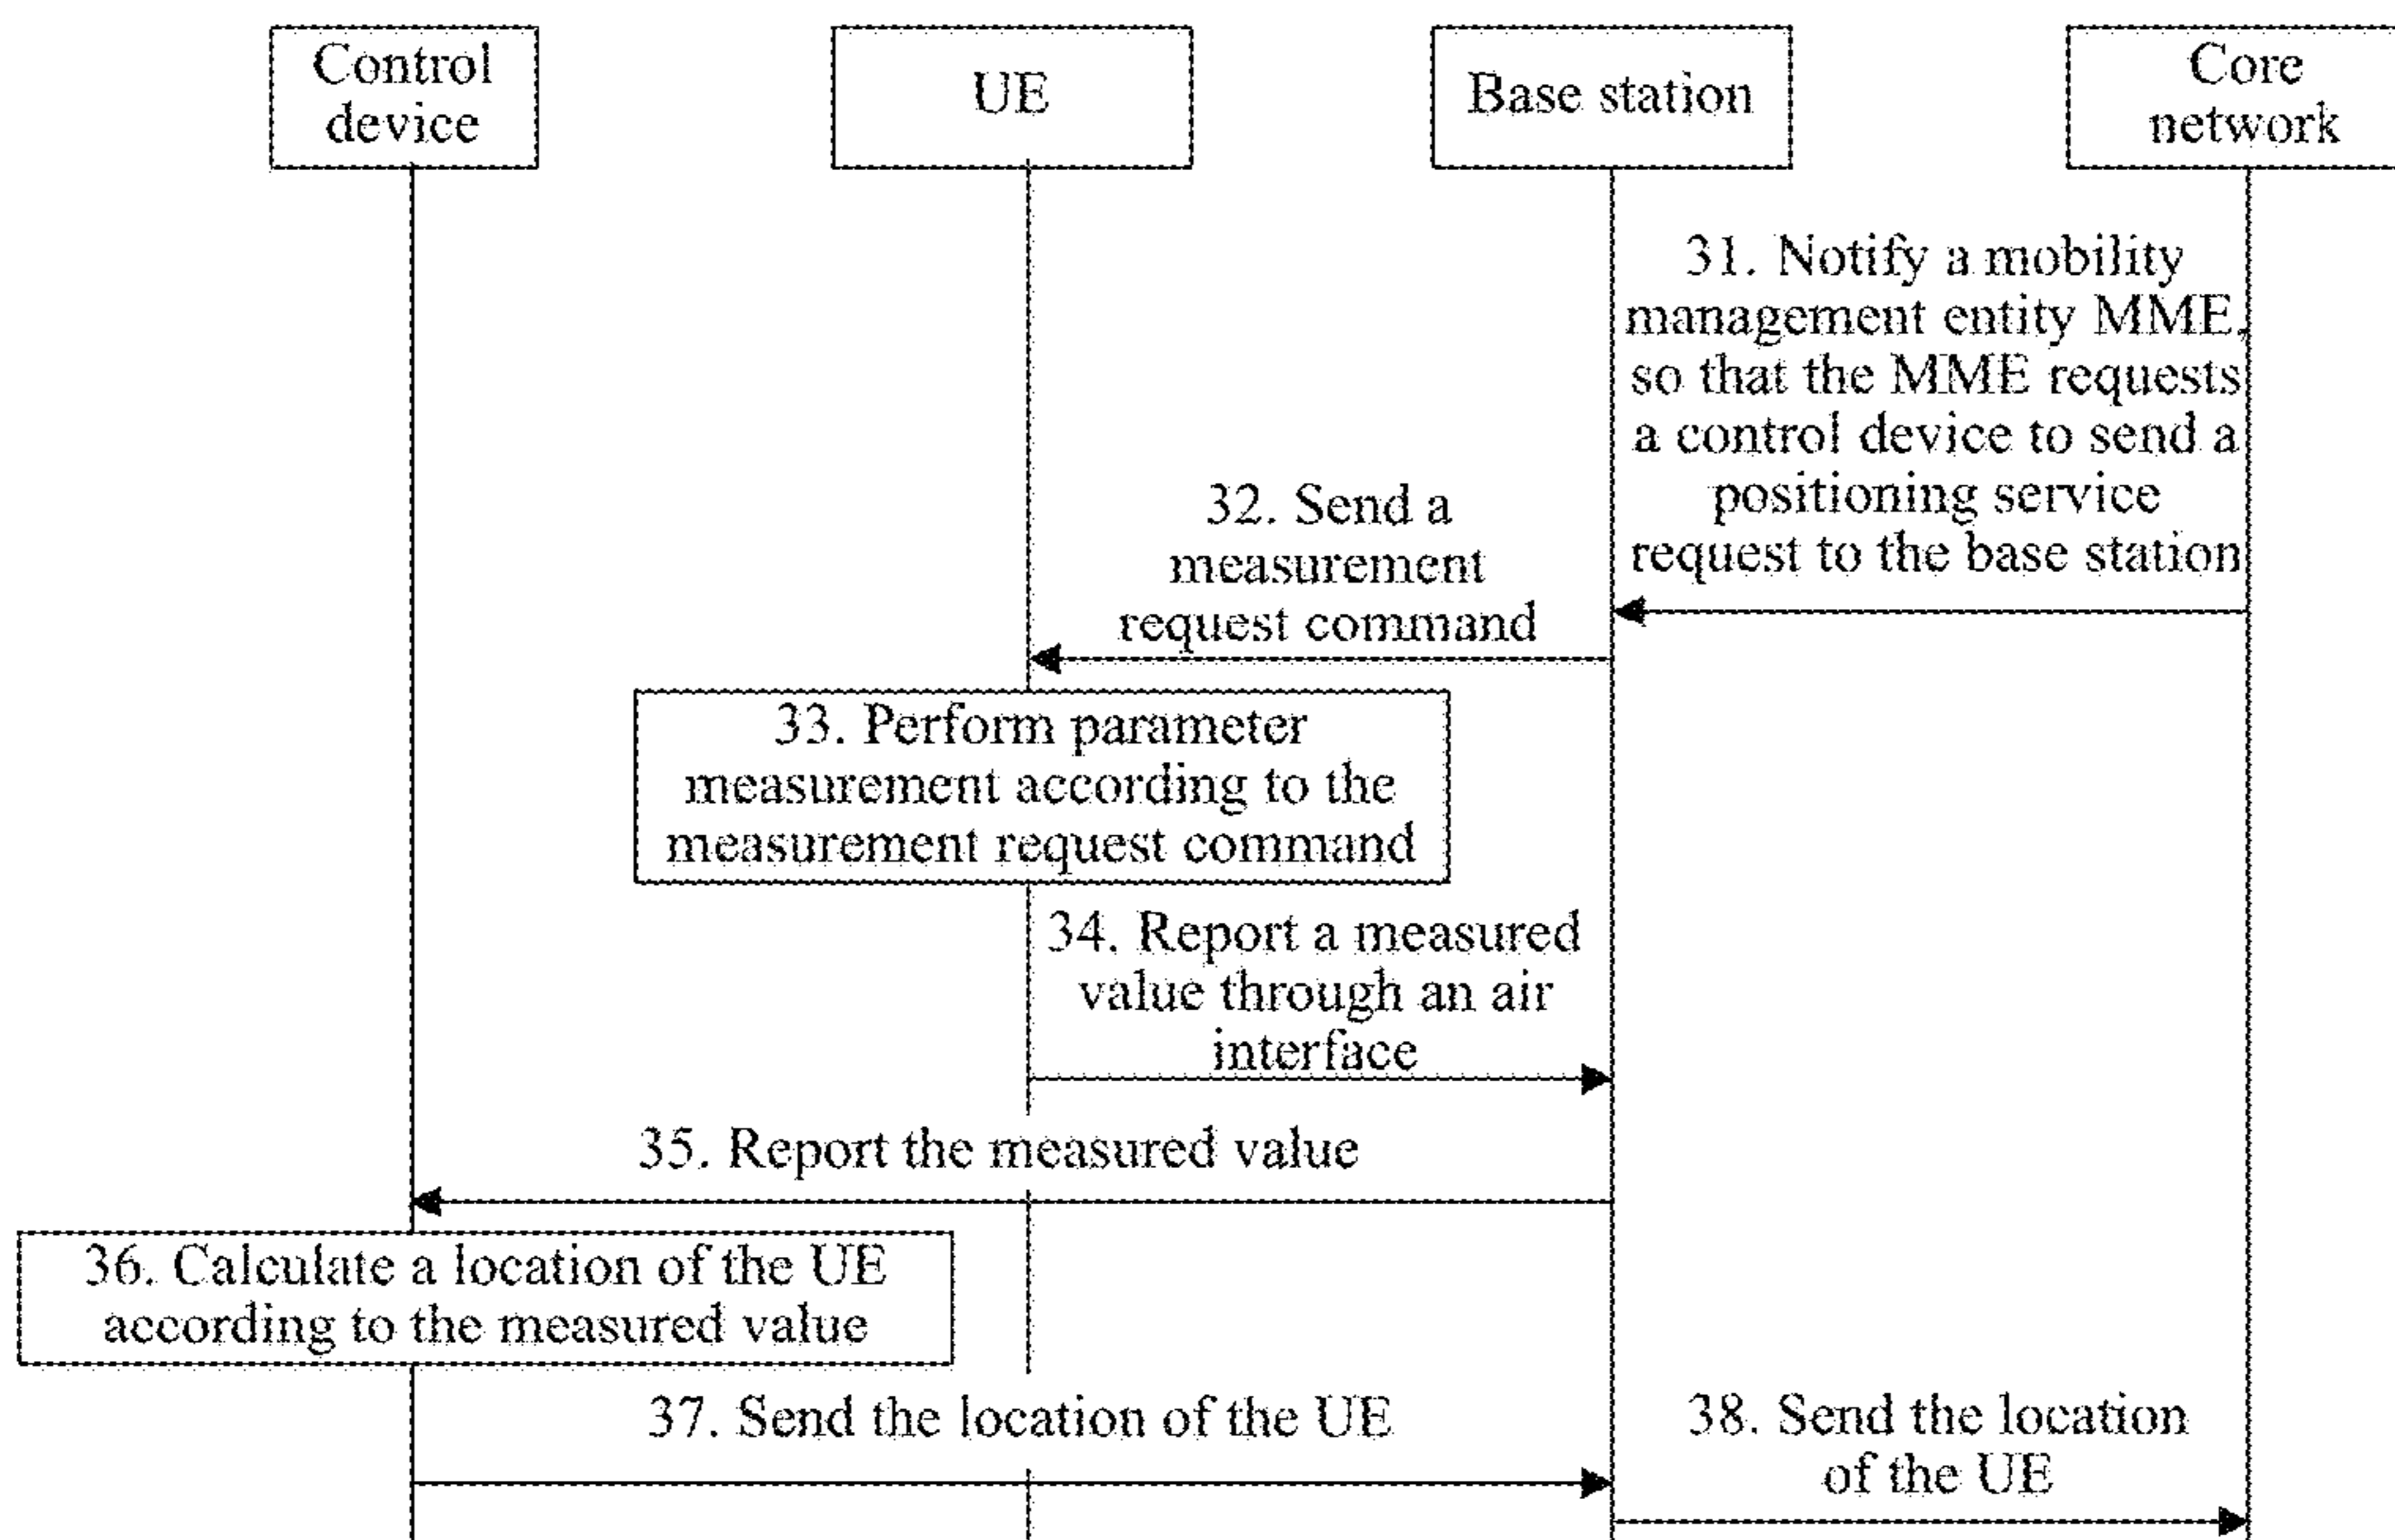 Control
device
UE
Base station
Core
network
31. Notify a mobility
management entity MME,
so that the MME requests
a control device to send a
positioning service
request to the base station
32. Send a
measurement
request command
33. Perform parameter
measurement according to the
measurement request command
34. Report a measured
value through an air
interface
35. Report the measured value
36. Calculate a location of the UE
according to the measured value
37. Send the location of the UE
38. Send the location
of the UE